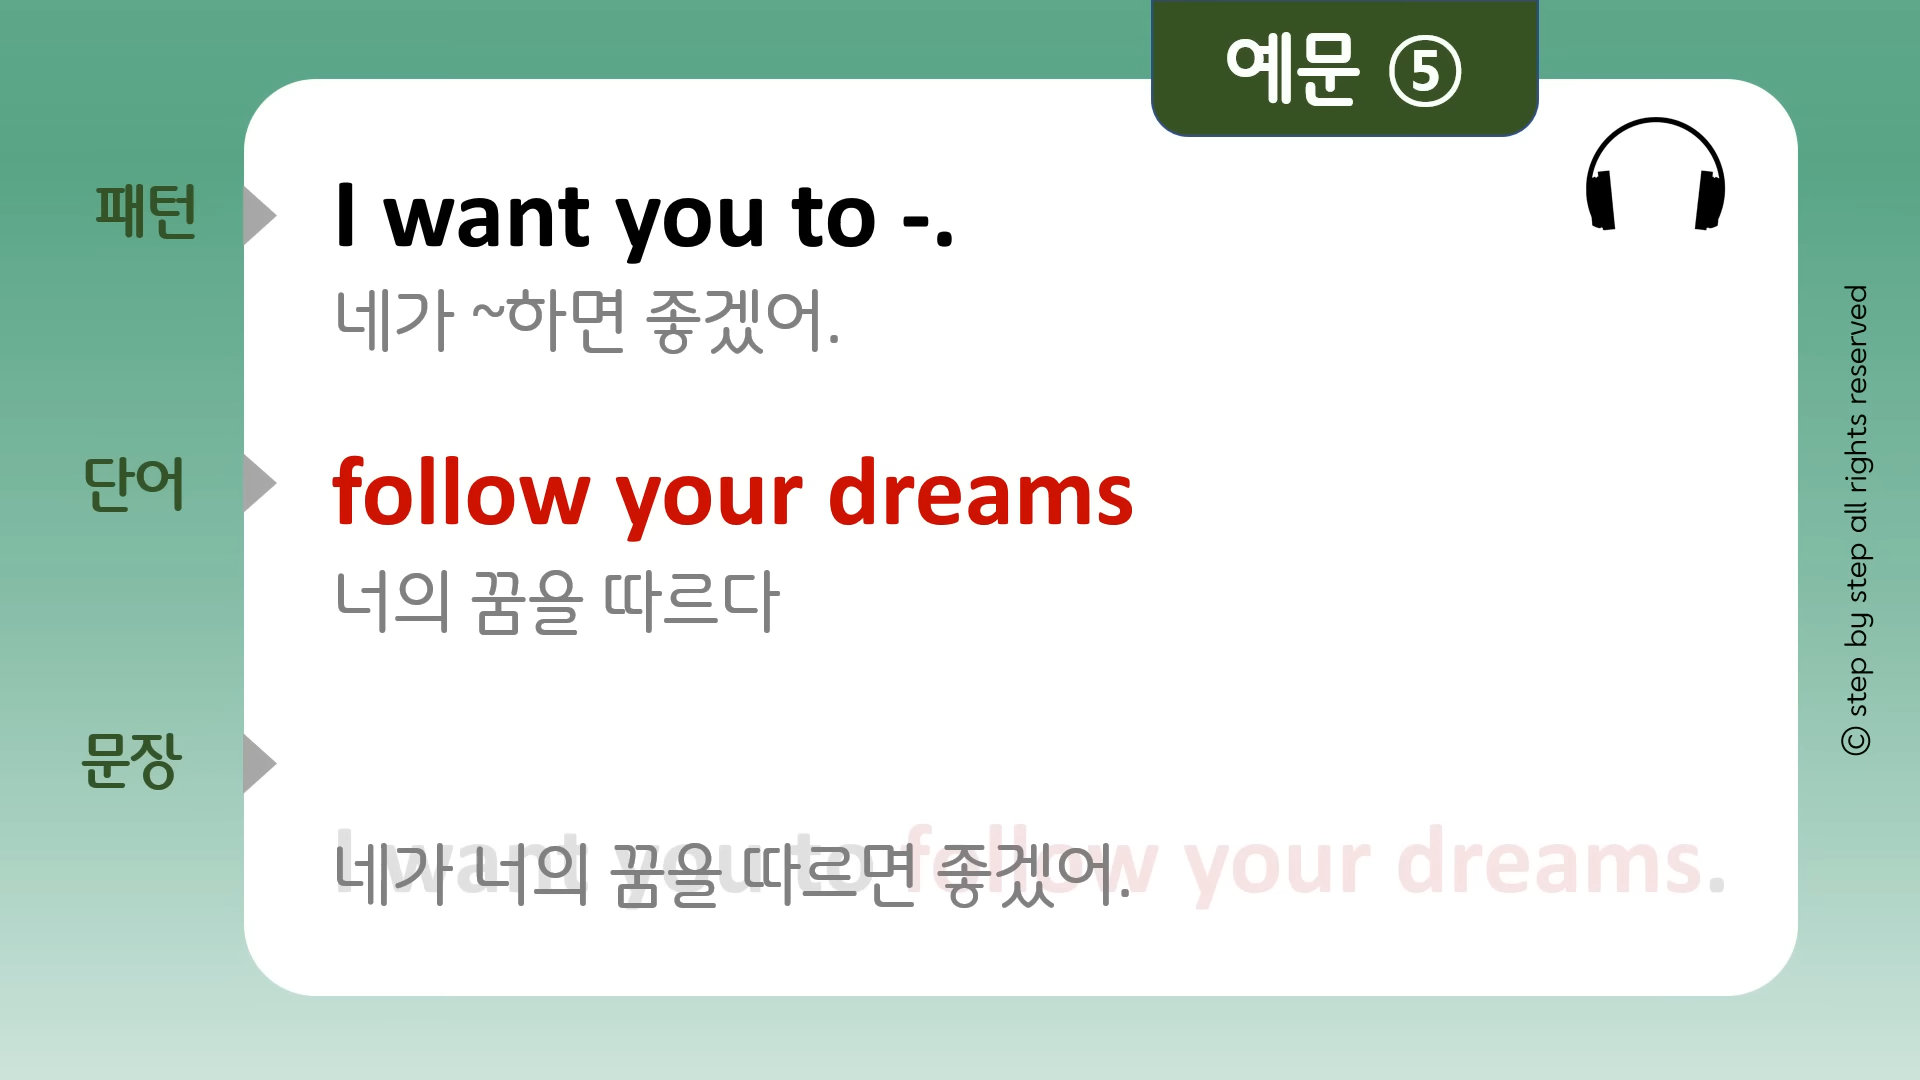 예문 ⑤
패턴
I want you to -.
네가 ~하면 좋겠어.
단어
follow your dreams
너의 꿈을 따르다
문장
I want you to follow your dreams.
네가 너의 꿈을 따르면 좋겠어.
ⓒ step by step all rights reserved